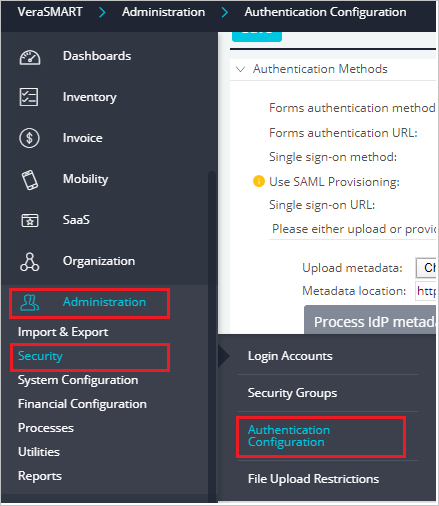 VeraSMART > Administration > Authentication Configuration
Dashboards
Inventory
Invoice
Mobility
SaaS
Organization
Administration
Import & Export
Security
System Configuration
Financial Configuration
Processes
Utilities
Reports
Authentication Methods
Forms authentication method
Forms authentication URL:
Single sign-on method:
Use SAML Provisioning:
Single sign-on URL:
Please either upload or provid
Upload metadata: Ch
Metadata location: http
Process IdP metada
Login Accounts
Security Groups
Authentication
Configuration
File Upload Restrictions